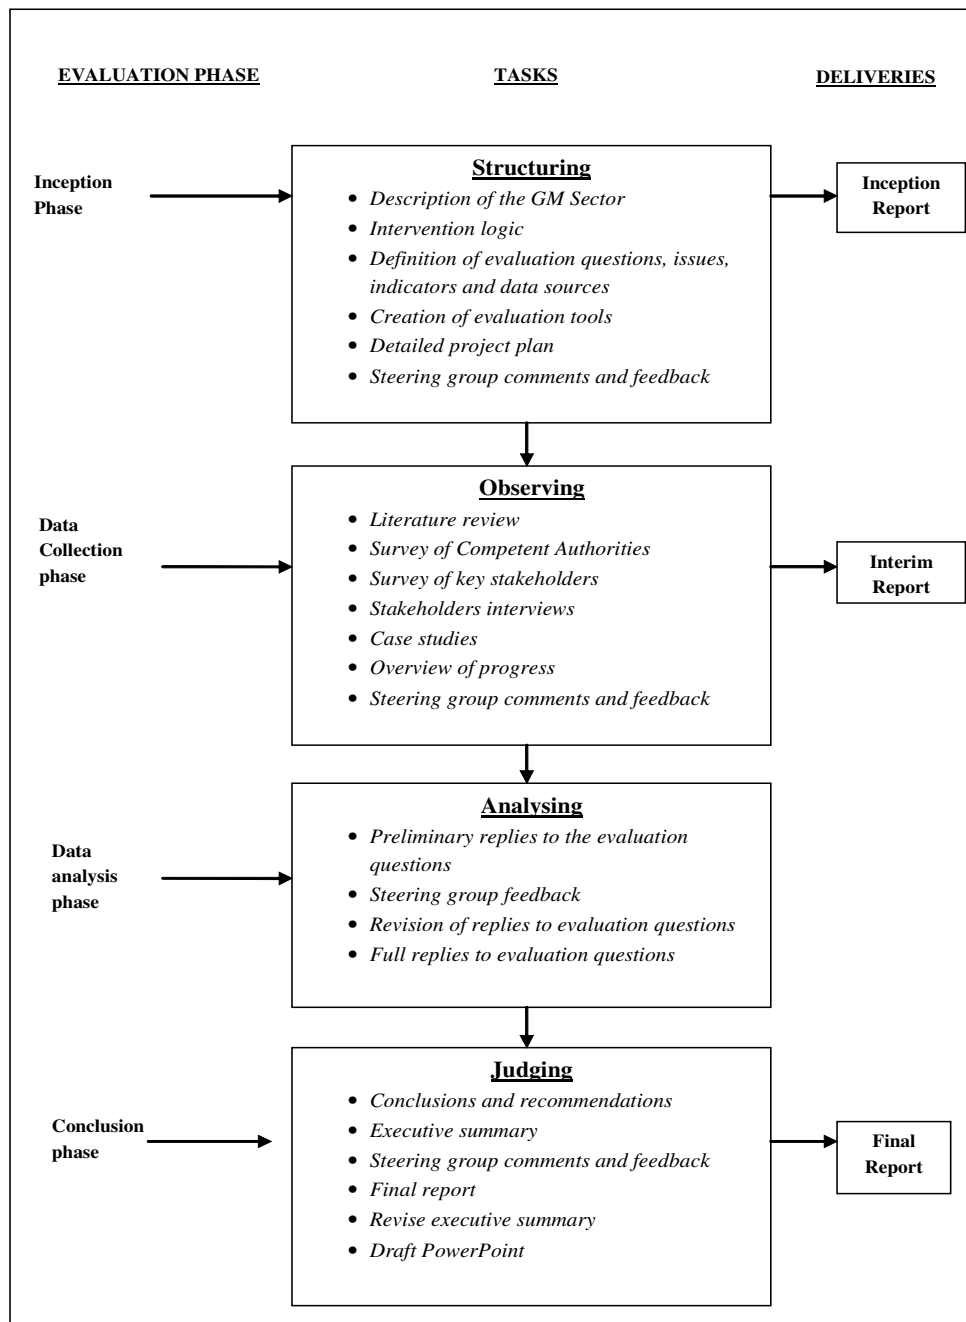 EVALUATION PHASE
TASKS
DELIVERIES
Inception
Phase
Structuring
• Description of the GM Sector
• Intervention logic
• Definition of evaluation questions, issues,
indicators and data sources
• Creation of evaluation tools
• Detailed project plan
• Steering group comments and feedback
Inception
Report
Data
Collection
phase
Observing
• Literature review
• Survey of Competent Authorities
• Survey of key stakeholders
• Stakeholders interviews
• Case studies
• Overview of progress
• Steering group comments and feedback
Interim
Report
Data
analysis
phase
Analysing
• Preliminary replies to the evaluation
questions
• Steering group feedback
• Revision of replies to evaluation questions
• Full replies to evaluation questions
Conclusion
phase
Judging
• Conclusions and recommendations
• Executive summary
• Steering group comments and feedback
• Final report
• Revise executive summary
• Draft PowerPoint
Final
Report